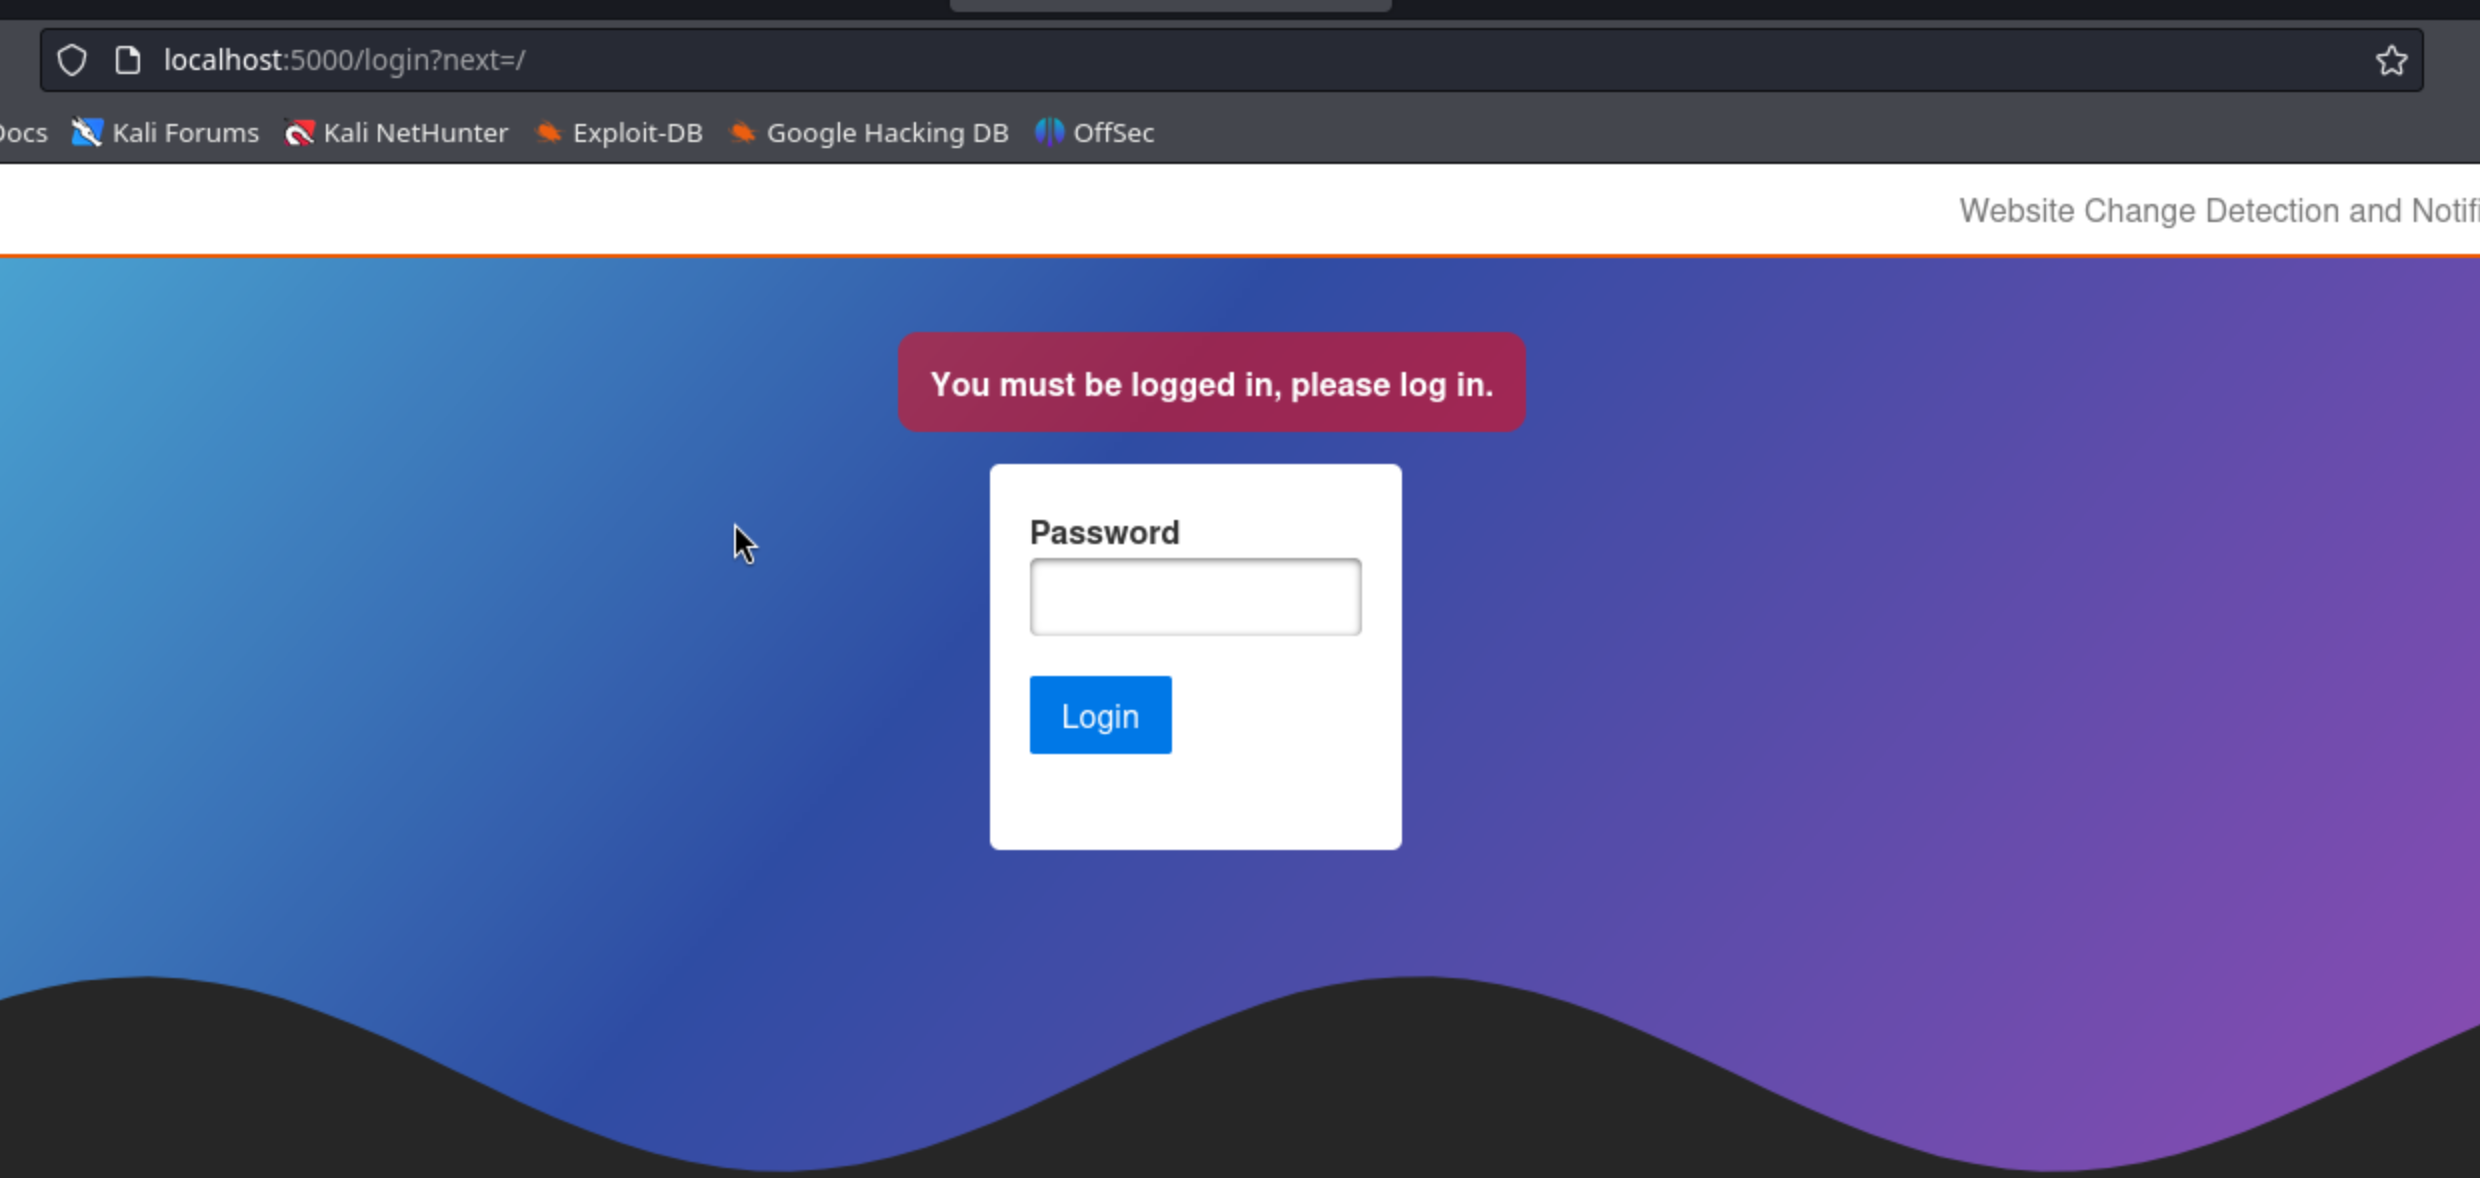 localhost:5000/login?next=/
Docs Kali Forums Kali NetHunter Exploit-DB Google Hacking DB OffSec
Website Change Detection and Notifi
You must be logged in, please log in.
Password
Login